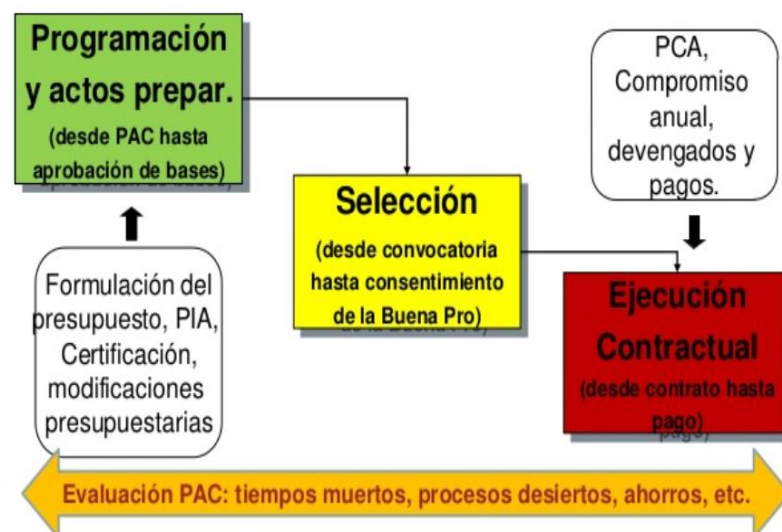 Programación
y actos prepar.
(desde PAC hasta
aprobación de bases)
PCA,
Compromiso
anual,
devengados y
pagos.
Selección
(desde convocatoria
hasta consentimiento
de la Buena Pro)
Formulación del
presupuesto, PIA,
Certificación,
modificaciones
presupuestarias
Ejecución
Contractual
(desde contrato hasta
pago)
Evaluación PAC: tiempos muertos, procesos desiertos, ahorros, etc.